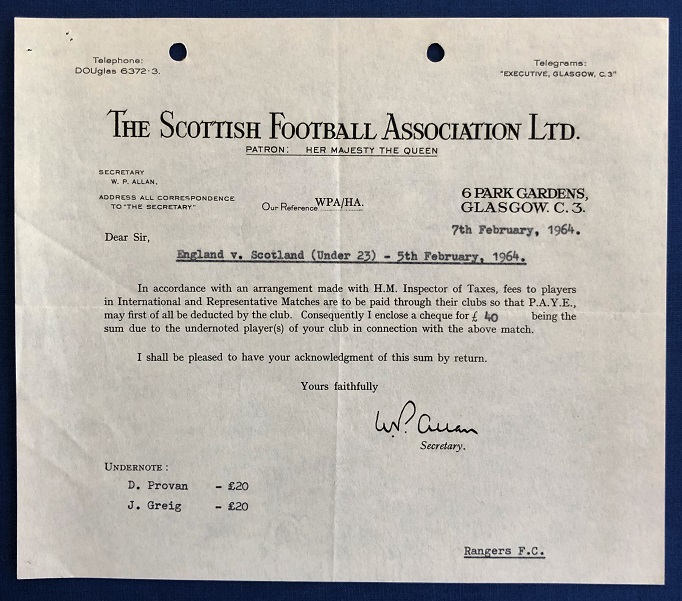 Telephone:
DOUglas 6372-3.
Telegrams:
"EXECUTIVE, GLASGOW, C.3"
THE SCOTTISH FOOTBALL ASSOCIATION LTD.
PATRON: HER MAJESTY THE QUEEN
SECRETARY
W. P. ALLAN,
ADDRESS ALL CORRESPONDENCE
TO "THE SECRETARY"
Our Reference WPA/HA.
6 PARK GARDENS,
GLASGOW. C. 3.
7th February, 1964.
Dear Sir,
England v. Scotland (Under 23) - 5th February, 1964.
In accordance with an arrangement made with H.M. Inspector of Taxes, fees to players
in International and Representative Matches are to be paid through their clubs so that P.A.Y.E.,
may first of all be deducted by the club. Consequently I enclose a cheque for £ 40 being the
sum due to the undernoted player(s) of your club in connection with the above match.
I shall be pleased to have your acknowledgment of this sum by return.
Yours faithfully
W.P. Allan
Secretary.
UNDERNOTE :
D. Provan - £20
J. Greig - £20
Rangers F.C.